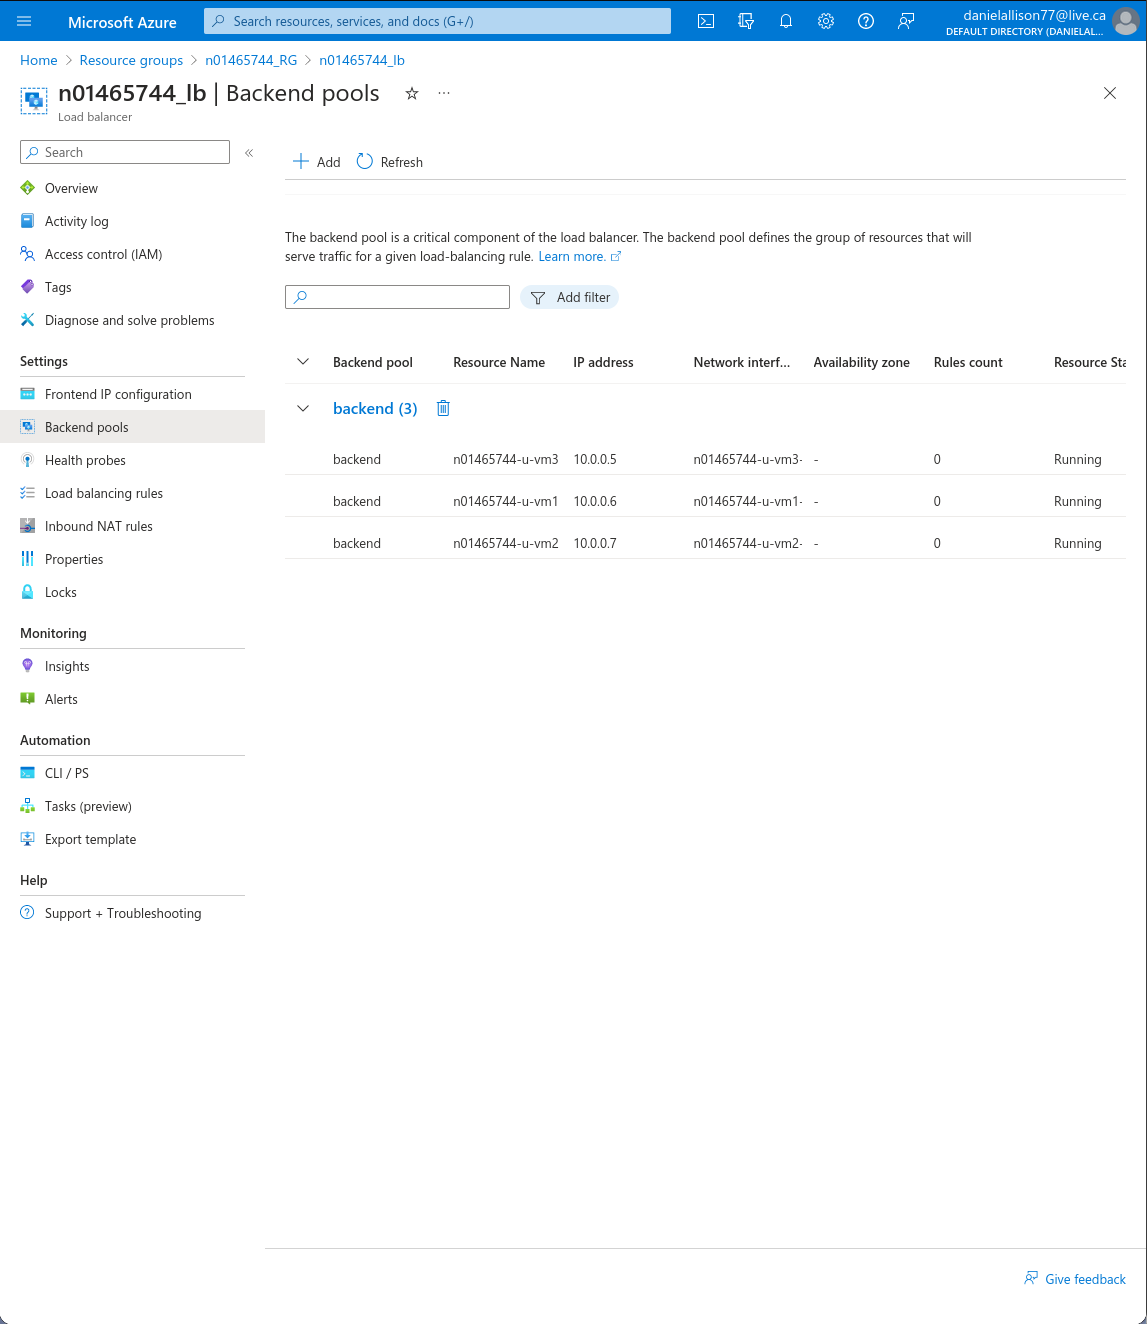 Microsoft Azure
Search resources, services, and docs (G+/)
danielallison77@live.ca
DEFAULT DIRECTORY (DANIELAL...
Home > Resource groups > n01465744_RG > n01465744_lb
n01465744_lb | Backend pools
Load balancer
Search
Overview
Activity log
Access control (IAM)
Tags
Diagnose and solve problems
Settings
Frontend IP configuration
Backend pools
Health probes
Load balancing rules
Inbound NAT rules
Properties
Locks
Monitoring
Insights
Alerts
Automation
CLI / PS
Tasks (preview)
Export template
Help
Support + Troubleshooting
Add Refresh
The backend pool is a critical component of the load balancer. The backend pool defines the group of resources that will
serve traffic for a given load-balancing rule. Learn more.
Add filter
Backend pool Resource Name IP address Network interf... Availability zone Rules count Resource Sta
backend (3)
backend n01465744-u-vm3 10.0.0.5 n01465744-u-vm3- - 0 Running
backend n01465744-u-vm1 10.0.0.6 n01465744-u-vm1- - 0 Running
backend n01465744-u-vm2 10.0.0.7 n01465744-u-vm2- - 0 Running
Give feedback